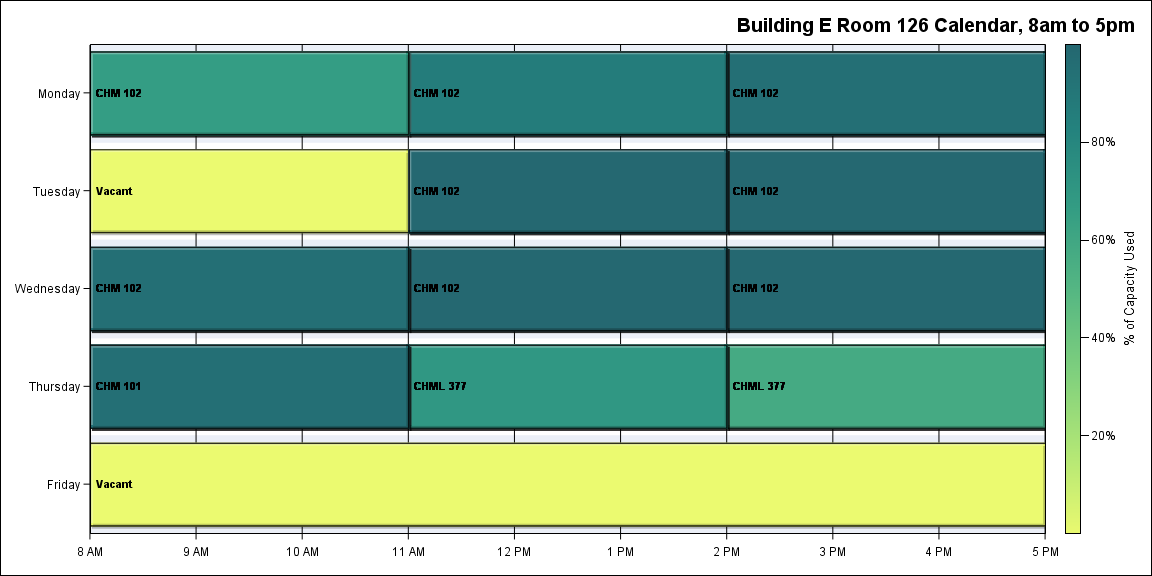 Building E Room 126 Calendar, 8am to 5pm
Monday
CHM 102
CHM 102
CHM 102
Tuesday
Vacant
CHM 102
CHM 102
Wednesday
CHM 102
CHM 102
CHM 102
Thursday
CHM 101
CHML 377
CHML 377
Friday
Vacant
8 AM
9 AM
10 AM
11 AM
12 PM
1 PM
2 PM
3 PM
4 PM
5 PM
80%
60%
40%
20%
% of Capacity Used